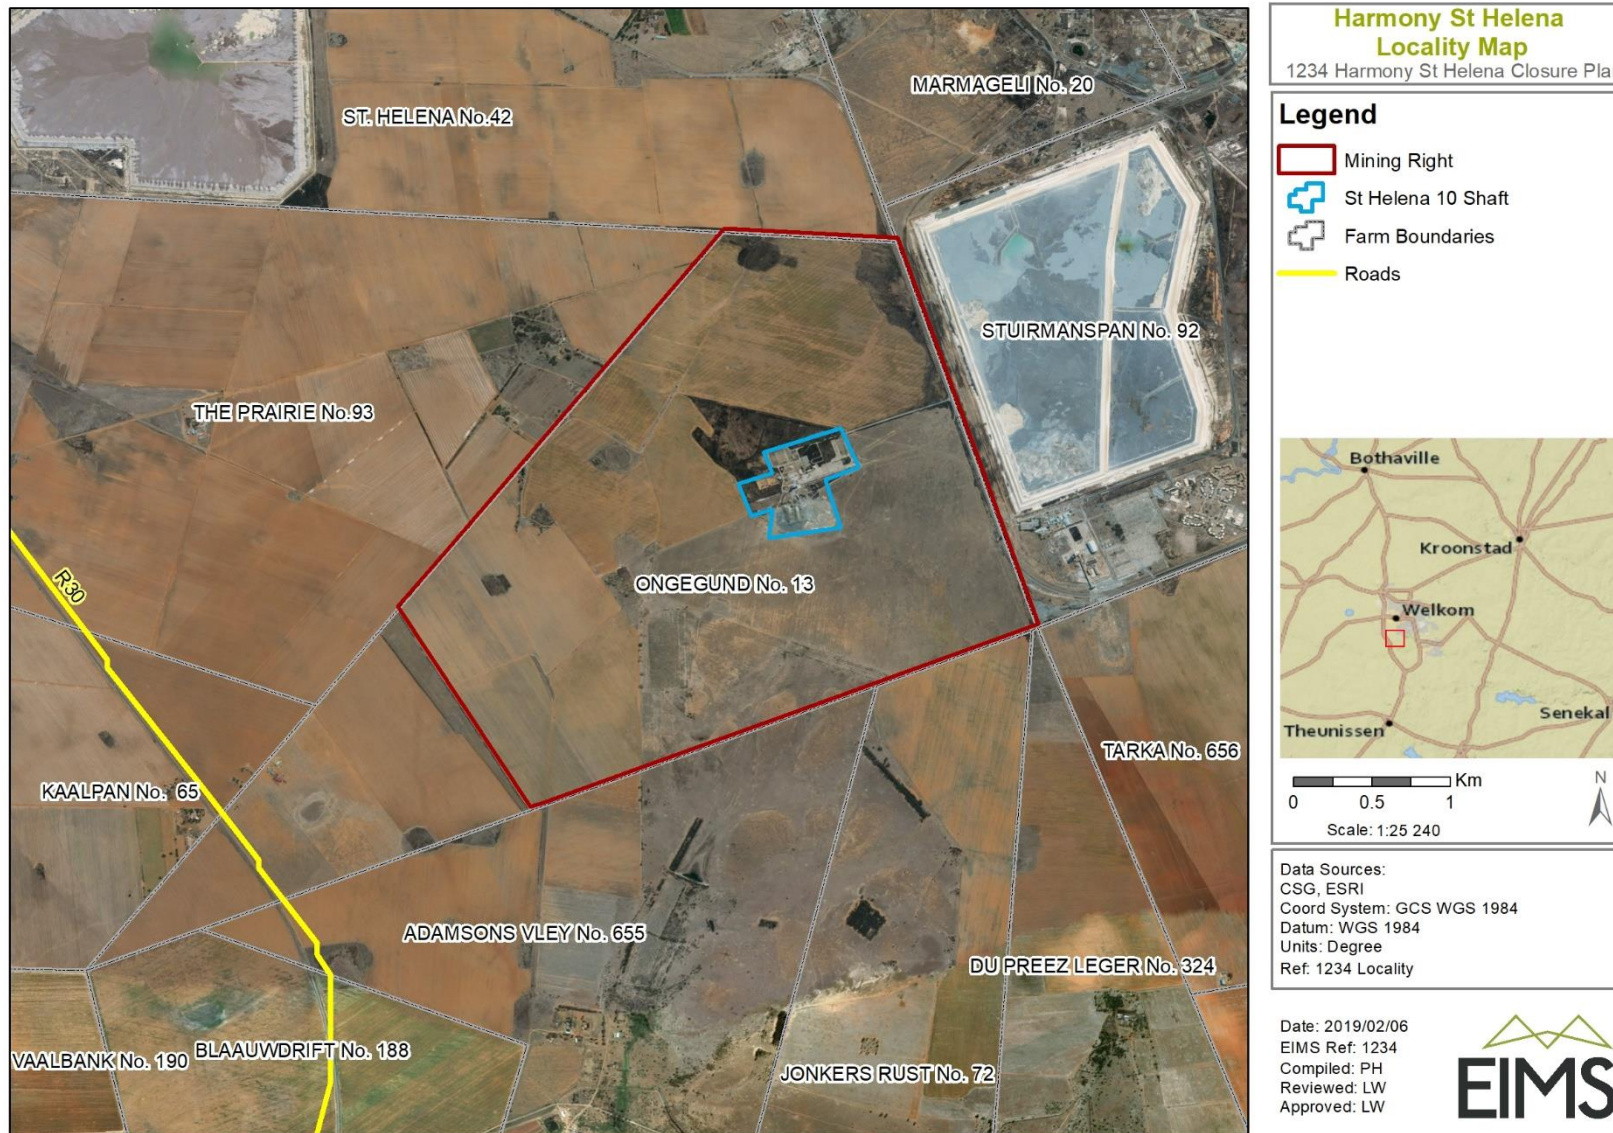 ST. HELENA No.42
MARMAGELI No. 20
STUIRMANSPAN No. 92
THE PRAIRIE No.93
ONGEGUND No. 13
R30
KAALPAN No. 65
TARKA No. 656
ADAMSONS VLEY No. 655
DU PREEZ LEGER No. 324
VAALBANK No. 190
BLAAUWDRIFT No. 188
JONKERS RUST No. 72
Harmony St Helena
Locality Map
1234 Harmony St Helena Closure Pla
Legend
Mining Right
St Helena 10 Shaft
Farm Boundaries
Roads
Bothaville
Kroonstad
Welkom
Senekal
Theunissen
Km
0 0.5 1
N
Scale: 1:25 240
Data Sources:
CSG, ESRI
Coord System: GCS WGS 1984
Datum: WGS 1984
Units: Degree
Ref: 1234 Locality
Date: 2019/02/06
EIMS Ref: 1234
Compiled: PH
Reviewed: LW
Approved: LW
EIMS